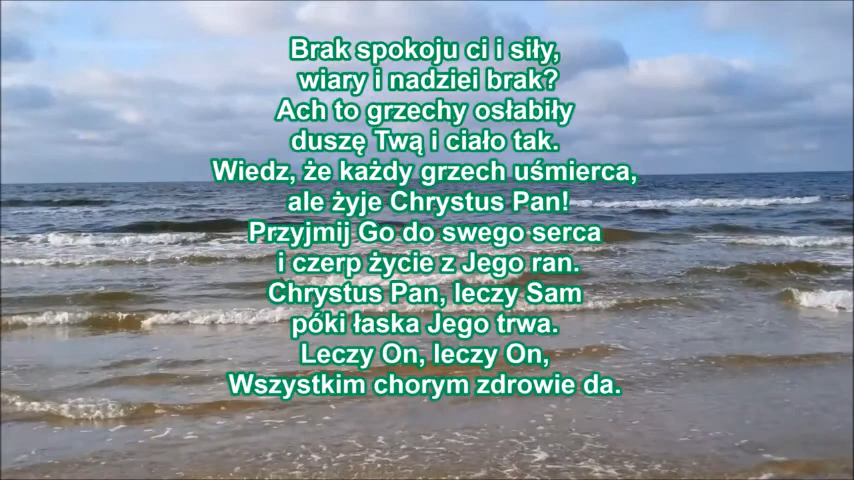 Brak spokoju ci i siły,
wiary i nadziei brak?
Ach to grzechy osłabiły
duszę Twą i ciało tak.
Wiedz, że każdy grzech uśmierca,
ale żyje Chrystus Pan!
Przyjmij Go do swego serca
i czerp życie z Jego ran.
Chrystus Pan, leczy Sam
póki łaska Jego trwa.
Leczy On, leczy On,
Wszystkim chorym zdrowie da.